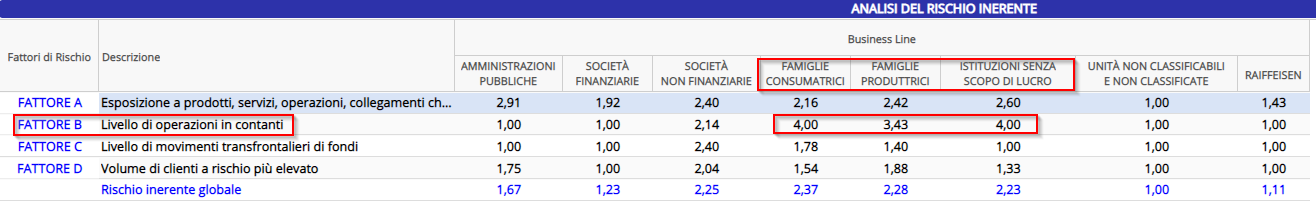 ANALISI DEL RISCHIO INERENTE
Fattori di Rischio Descrizione Business Line
AMMINISTRAZIONI PUBBLICHE SOCIETÀ FINANZIARIE SOCIETÀ NON FINANZIARIE FAMIGLIE CONSUMATRICI FAMIGLIE PRODUTTRICI ISTITUZIONI SENZA SCOPO DI LUCRO UNITÀ NON CLASSIFICABILI E NON CLASSIFICATE RAIFFEISEN
FATTORE A Esposizione a prodotti, servizi, operazioni, collegamenti ch... 2,91 1,92 2,40 2,16 2,42 2,60 1,00 1,43
FATTORE B Livello di operazioni in contanti 1,00 1,00 2,14 4,00 3,43 4,00 1,00 1,00
FATTORE C Livello di movimenti transfrontalieri di fondi 1,00 1,00 2,40 1,78 1,40 1,00 1,00 1,00
FATTORE D Volume di clienti a rischio più elevato 1,75 1,00 2,04 1,54 1,88 1,33 1,00 1,00
Rischio inerente globale 1,67 1,23 2,25 2,37 2,28 2,23 1,00 1,11